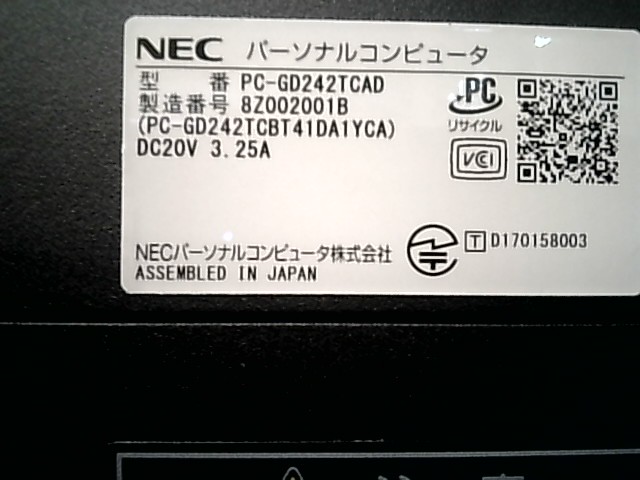 NEC パーソナルコンピュータ
型 番 PC-GD242TCAD
製造番号 8Z002001B
(PC-GD242TCBT41DA1YCA)
DC20V 3.25A
PC
リサイクル
VCCI
NECパーソナルコンピュータ株式会社
ASSEMBLED IN JAPAN
T D170158003